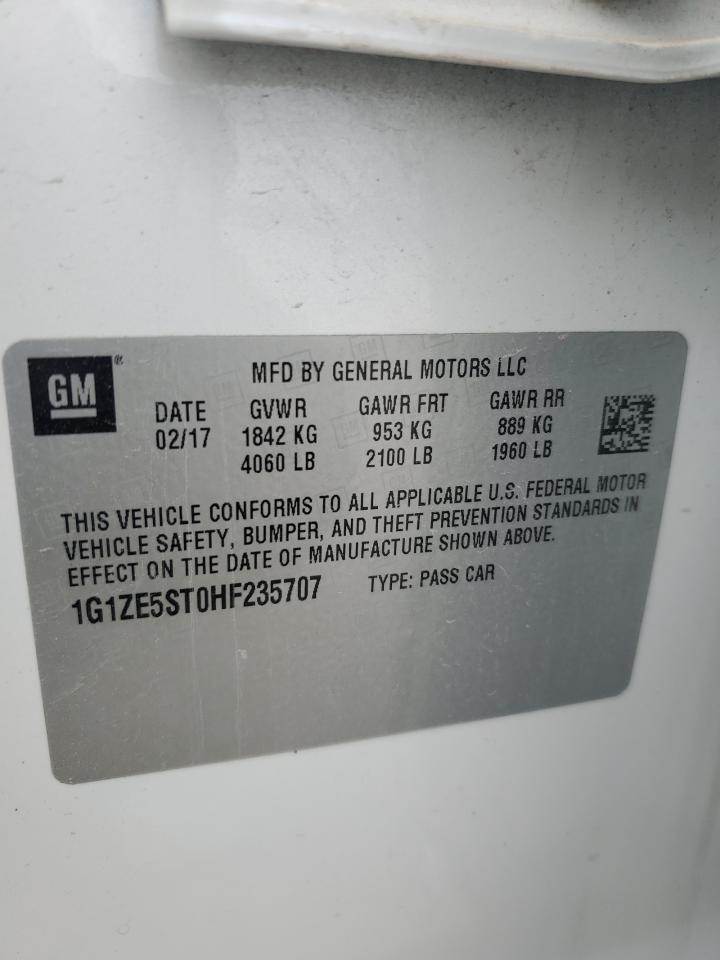 GM®
MFD BY GENERAL MOTORS LLC
DATE GVWR GAWR FRT GAWR RR
02/17 1842 KG 953 KG 889 KG
4060 LB 2100 LB 1960 LB
THIS VEHICLE CONFORMS TO ALL APPLICABLE U.S. FEDERAL MOTOR
VEHICLE SAFETY, BUMPER, AND THEFT PREVENTION STANDARDS IN
EFFECT ON THE DATE OF MANUFACTURE SHOWN ABOVE.
1G1ZE5ST0HF235707 TYPE: PASS CAR